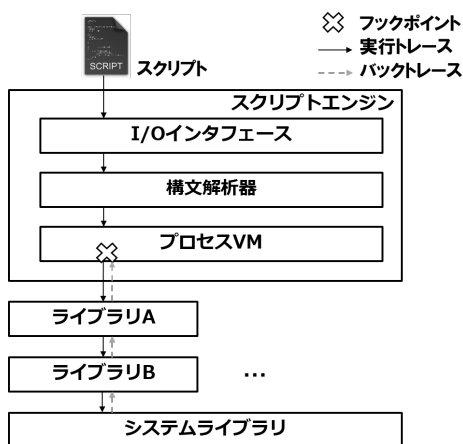 フックポイント
実行トレース
バックトレース
SCRIPT
スクリプト
スクリプトエンジン
I/Oインタフェース
構文解析器
プロセスVM
ライブラリA
ライブラリB
...
システムライブラリ